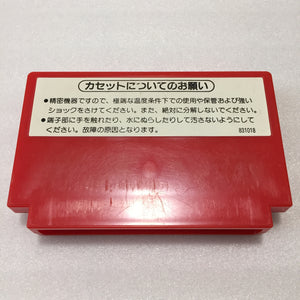 カセットについてのお願い
●精密機器ですので、極端な温度条件下での使用や保管および強い
ショックをさけてください。また、絶対に分解しないでください。
●端子部に手を触れたり、水にぬらしたりして汚さないようにして
ください。故障の原因となります。
801018